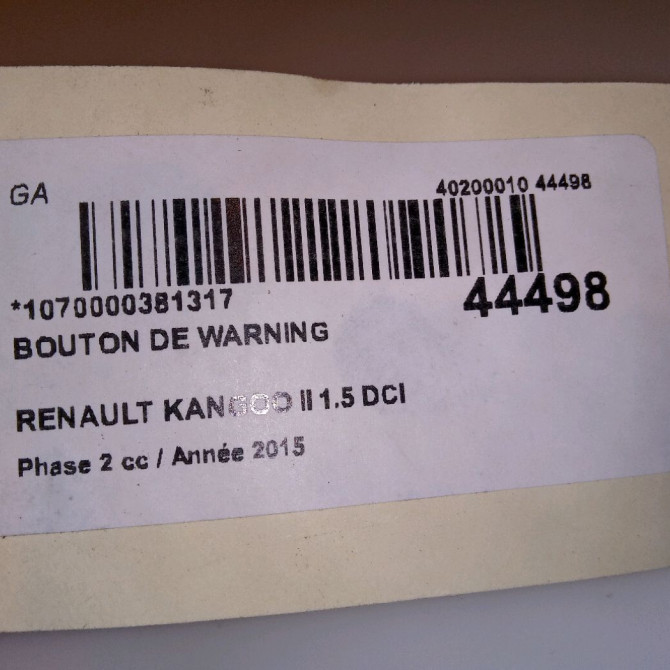 GA
40200010 44498
*1070000381317
44498
BOUTON DE WARNING
RENAULT KANGOO II 1.5 DCI
Phase 2 cc / Année 2015